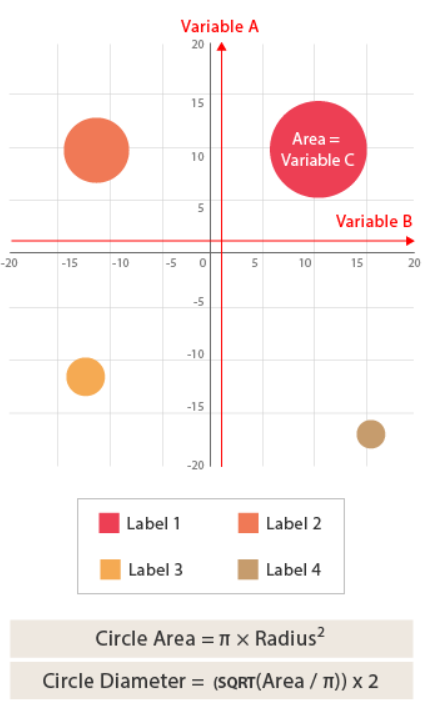 Variable A
20
15
Area =
Variable C
10
5
Variable B
-20 -15 -10 -5 0 5 10 15 20
-5
-10
-15
-20
Label 1 Label 2
Label 3 Label 4
Circle Area = π × Radius²
Circle Diameter = (SQRT(Area / π)) x 2